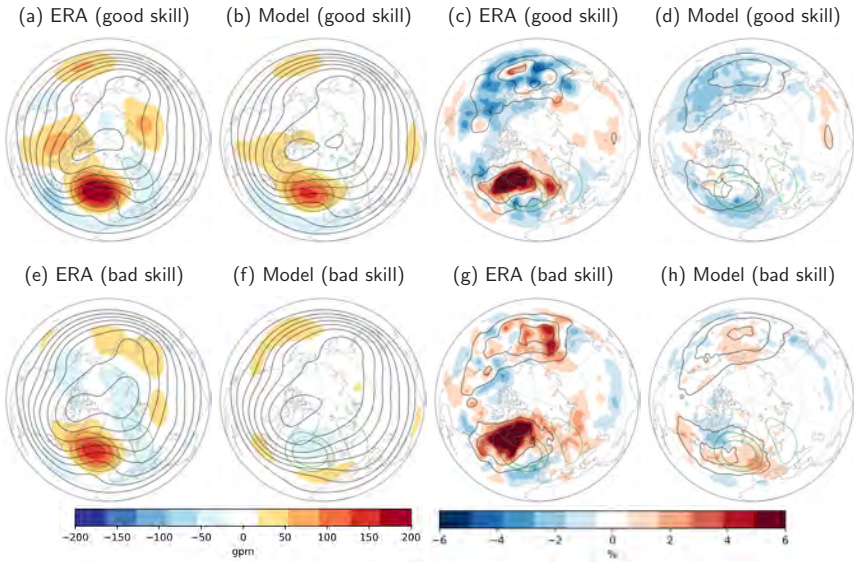 (a) ERA (good skill) (b) Model (good skill) (c) ERA (good skill) (d) Model (good skill)
(e) ERA (bad skill) (f) Model (bad skill) (g) ERA (bad skill) (h) Model (bad skill)
−200 −150 −100 −50 0 50 100 150 200 −6 −4 −2 0 2 4 6
gpm %